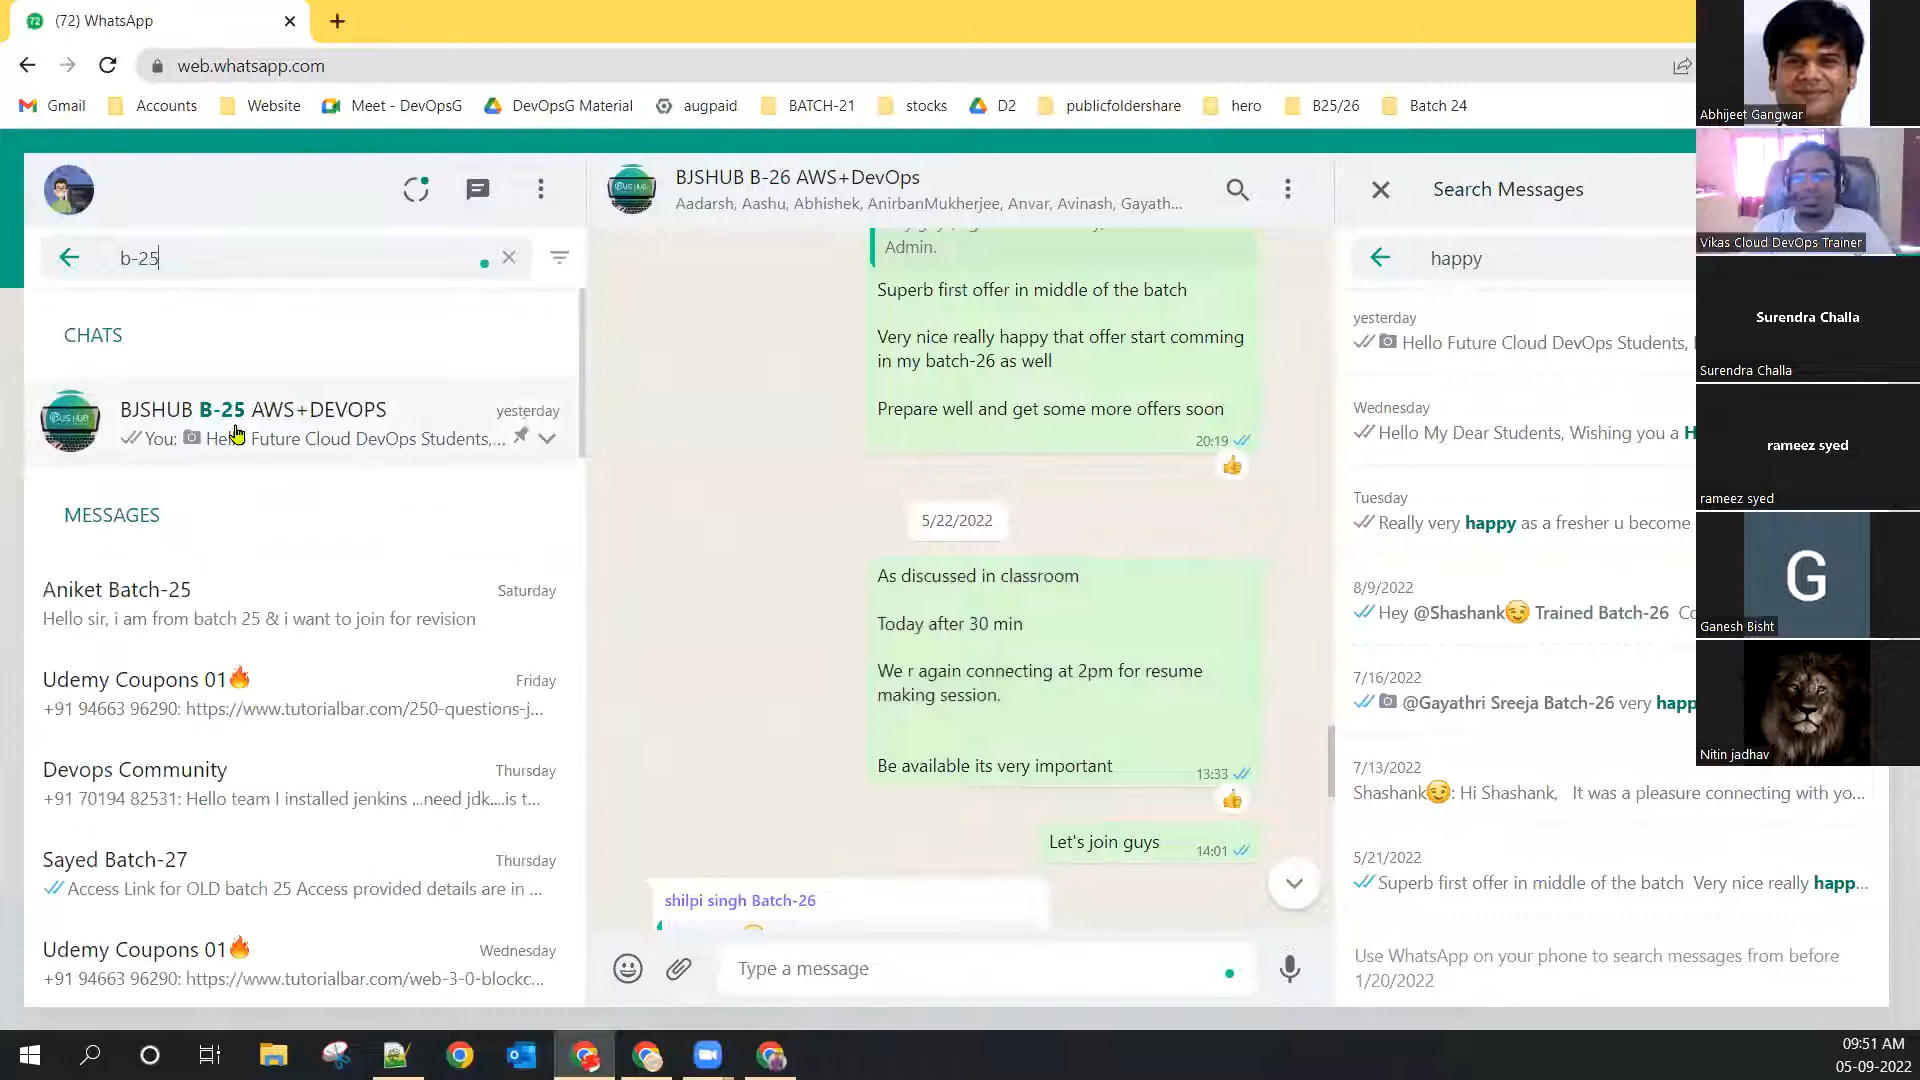 (72) WhatsApp
web.whatsapp.com
Gmail Accounts Website Meet - DevOpsG DevOpsG Material augpaid BATCH-21 stocks D2 publicfoldershare hero B25/26 Batch 24
b-25
CHATS
BJSHUB B-25 AWS+DEVOPS
yesterday
You: Hello Future Cloud DevOps Students,...
MESSAGES
Aniket Batch-25
Saturday
Hello sir, i am from batch 25 & i want to join for revision
Udemy Coupons 01🔥
Friday
+91 94663 96290: https://www.tutorialbar.com/250-questions-j...
Devops Community
Thursday
+91 70194 82531: Hello team I installed jenkins ...need jdk....is t...
Sayed Batch-27
Thursday
Access Link for OLD batch 25 Access provided details are in ...
Udemy Coupons 01🔥
Wednesday
+91 94663 96290: https://www.tutorialbar.com/web-3-0-blockc...
BJSHUB B-26 AWS+DevOps
Aadarsh, Aashu, Abhishek, AnirbanMukherjee, Anvar, Avinash, Gayath...
Admin.
Superb first offer in middle of the batch
Very nice really happy that offer start comming
in my batch-26 as well
Prepare well and get some more offers soon
20:19
5/22/2022
As discussed in classroom
Today after 30 min
We r again connecting at 2pm for resume
making session.
Be available its very important
13:33
Let's join guys
14:01
shilpi singh Batch-26
Type a message
Search Messages
happy
yesterday
Hello Future Cloud DevOps Students,
Wednesday
Hello My Dear Students, Wishing you a H
Tuesday
Really very happy as a fresher u become
8/9/2022
Hey @Shashank😉 Trained Batch-26 Co
7/16/2022
@Gayathri Sreeja Batch-26 very happ
7/13/2022
Shashank😉: Hi Shashank, It was a pleasure connecting with yo...
5/21/2022
Superb first offer in middle of the batch Very nice really happ...
Use WhatsApp on your phone to search messages from before
1/20/2022
Abhijeet Gangwar
Vikas Cloud DevOps Trainer
Surendra Challa
Surendra Challa
rameez syed
rameez syed
G
Ganesh Bisht
Nitin jadhav
09:51 AM
05-09-2022